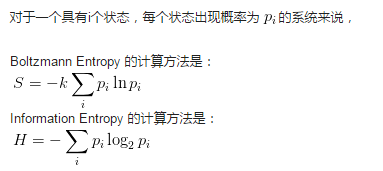 对于一个具有i个状态，每个状态出现概率为 p_i 的系统来说，
Boltzmann Entropy 的计算方法是：
S = −k ∑_i p_i ln p_i
Information Entropy 的计算方法是：
H = − ∑_i p_i log_2 p_i